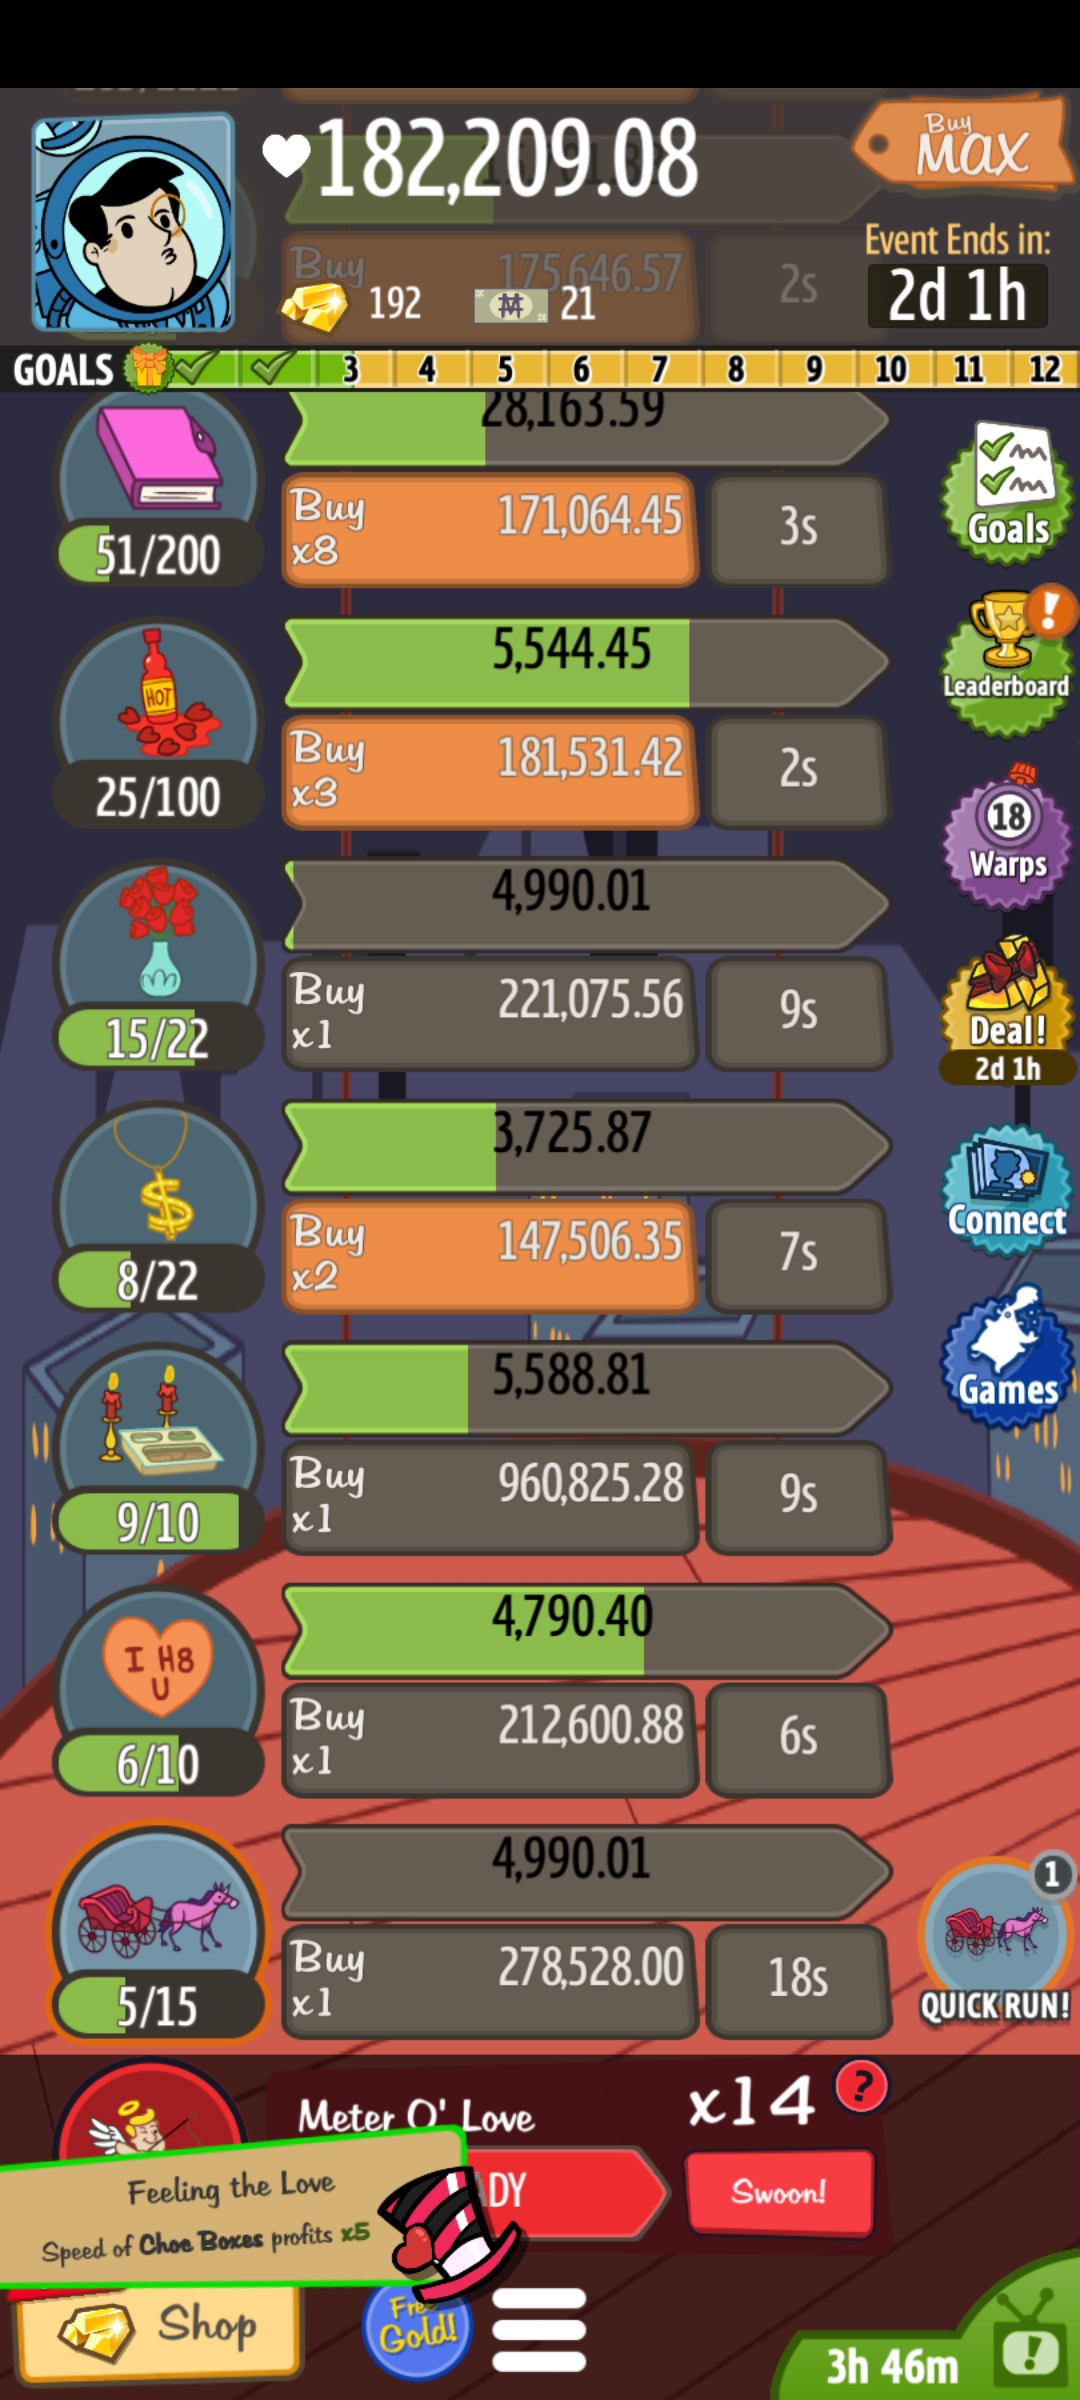 182,209.08
Buy
MAX
Event Ends in:
2d 1h
Buy
175,646.57
2s
192
21
GOALS
3
4
5
6
7
8
9
10
11
12
28,163.59
Buy
x8
171,064.45
3s
51/200
Goals
5,544.45
HOT
Buy
x3
181,531.42
2s
25/100
Leaderboard
!
4,990.01
18
Warps
Buy
x1
221,075.56
9s
15/22
Deal!
2d 1h
3,725.87
$
Buy
x2
147,506.35
7s
8/22
Connect
5,588.81
Buy
x1
960,825.28
9s
9/10
Games
4,790.40
I H8
U
Buy
x1
212,600.88
6s
6/10
4,990.01
Buy
x1
278,528.00
18s
5/15
1
QUICK RUN!
Meter O' Love
x14
?
ADY
Swoon!
Feeling the Love
Speed of Choc Boxes profits x5
Shop
Free
Gold!
3h 46m
!